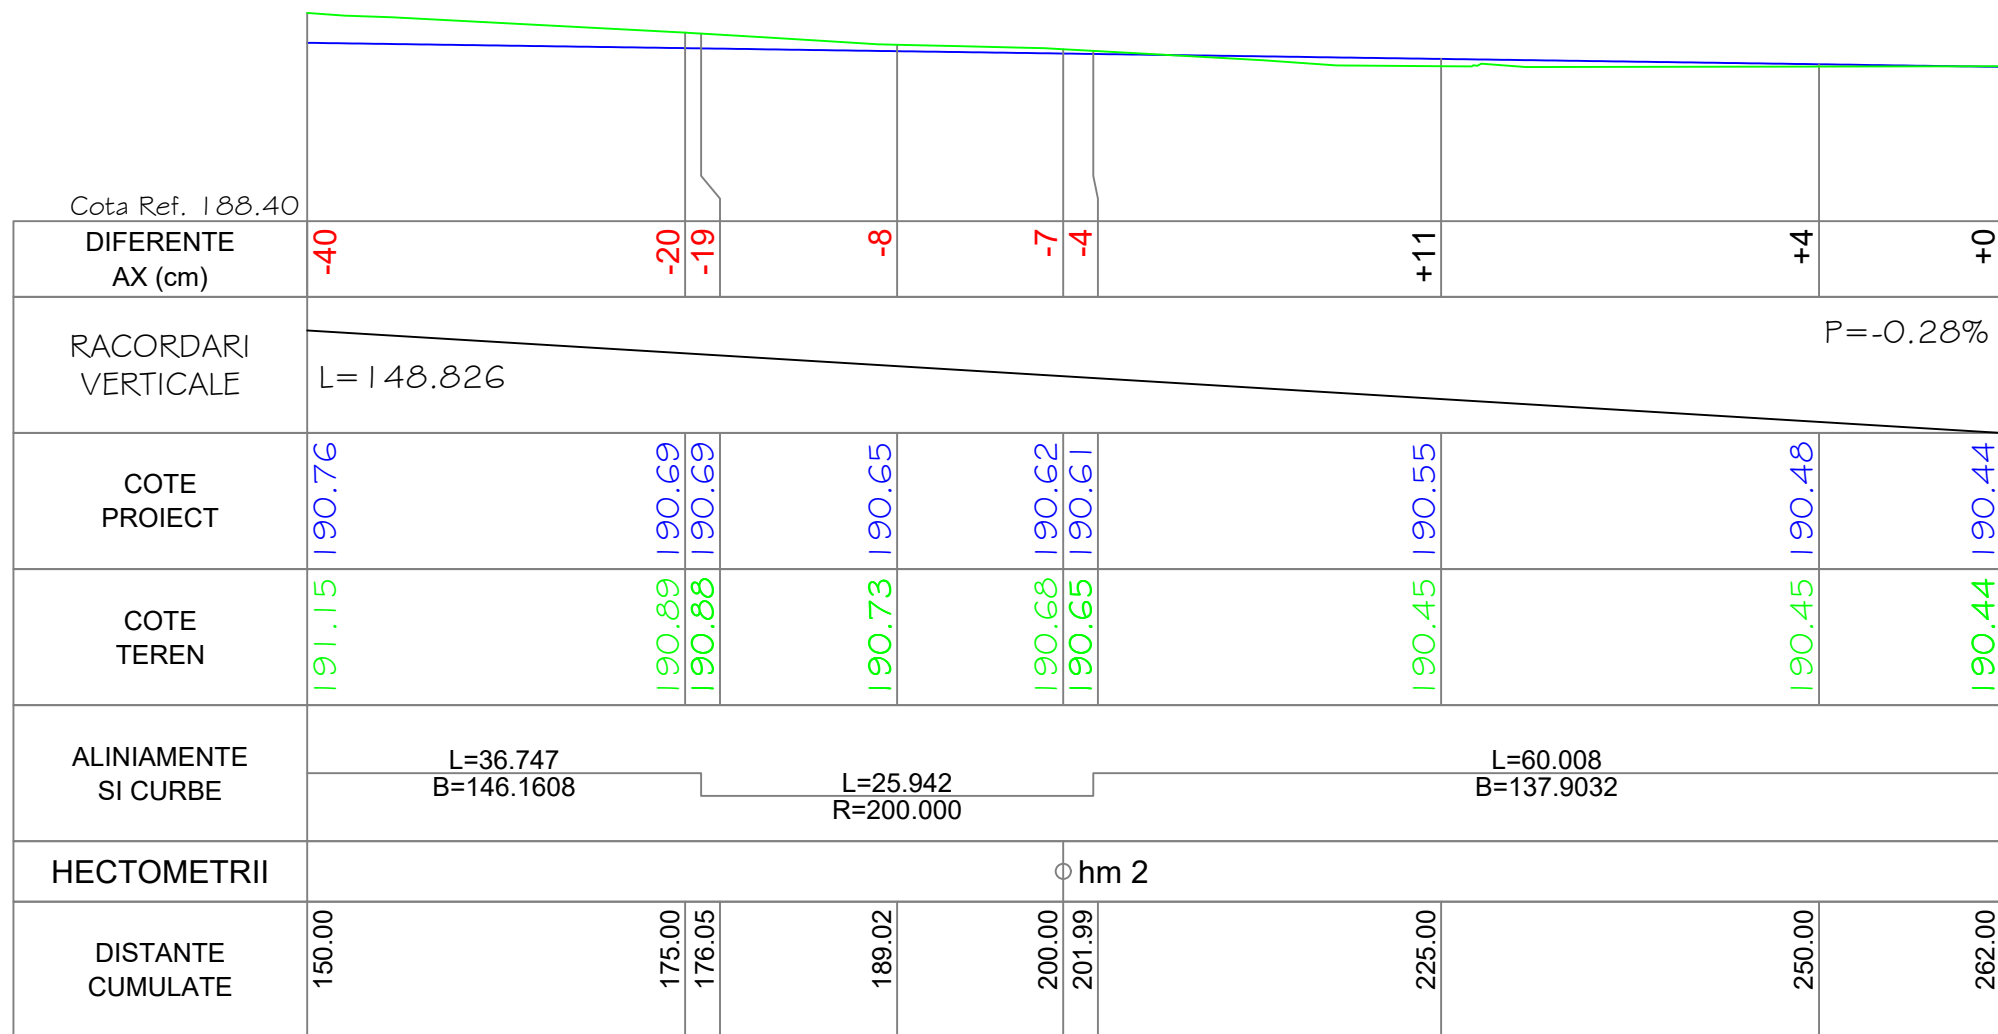 Cota Ref. 188.40
DIFERENTE
AX (cm)
-40
-20
-19
-8
-7
-4
+11
+4
+0
RACORDARI
VERTICALE
L=148.826
P=-0.28%
COTE
PROIECT
190.76
190.69
190.69
190.65
190.62
190.61
190.55
190.48
190.44
COTE
TEREN
191.15
190.89
190.88
190.73
190.68
190.65
190.45
190.45
190.44
ALINIAMENTE
SI CURBE
L=36.747
B=146.1608
L=25.942
R=200.000
L=60.008
B=137.9032
HECTOMETRII
hm 2
DISTANTE
CUMULATE
150.00
175.00
176.05
189.02
200.00
201.99
225.00
250.00
262.00